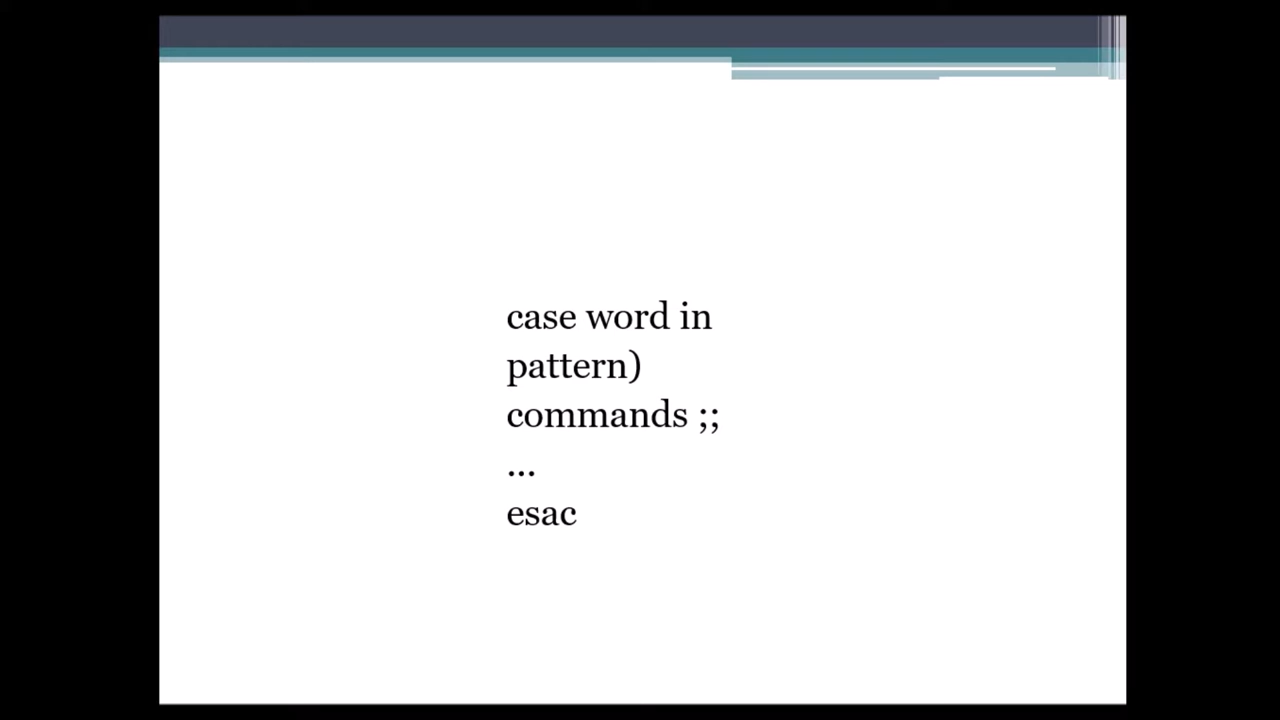 case word in
pattern)
commands ;;
...
esac